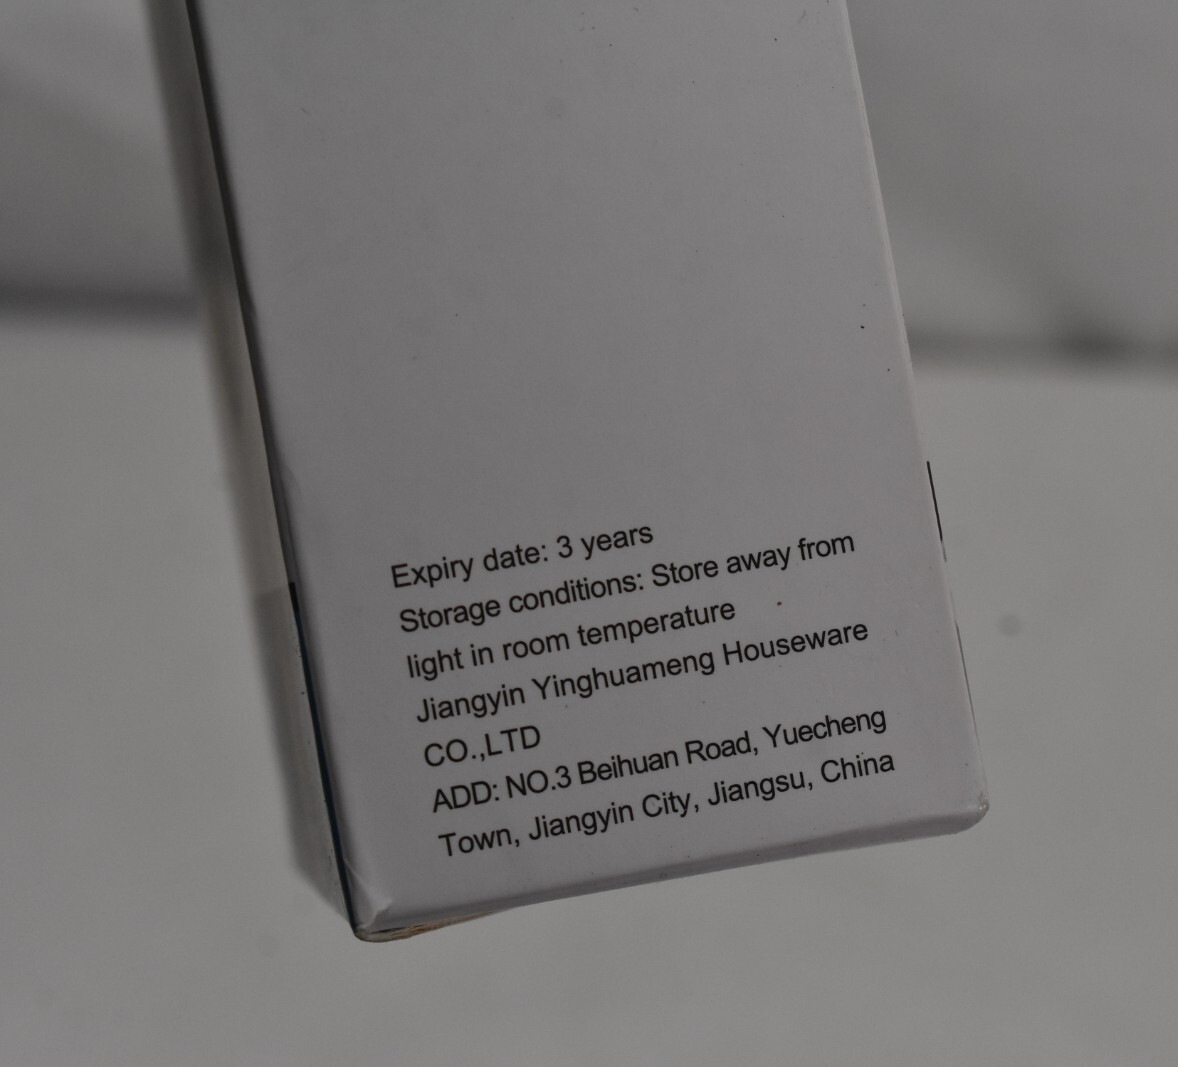 Expiry date: 3 years
Storage conditions: Store away from
light in room temperature
Jiangyin Yinghuameng Houseware
CO.,LTD
ADD: NO.3 Beihuan Road, Yuecheng
Town, Jiangyin City, Jiangsu, China